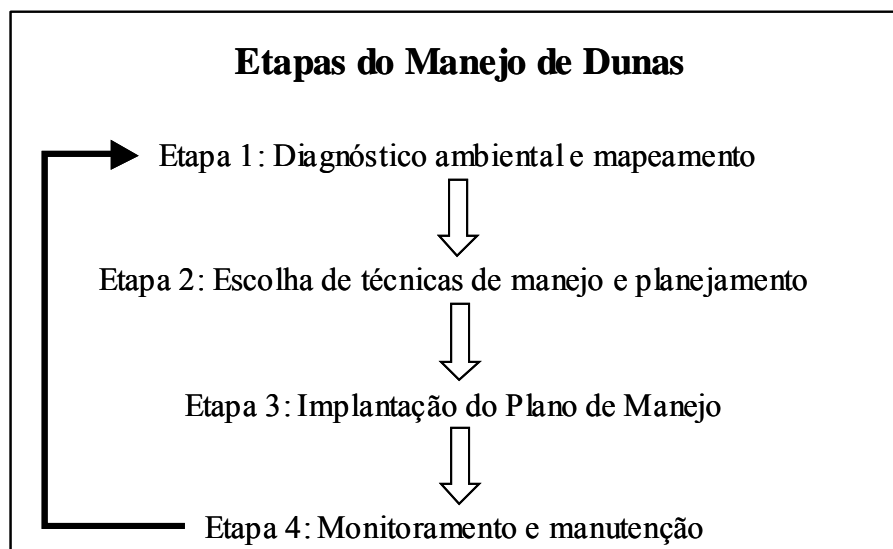 Etapas do Manejo de Dunas
Etapa 1: Diagnóstico ambiental e mapeamento
Etapa 2: Escolha de técnicas de manejo e planejamento
Etapa 3: Implantação do Plano de Manejo
Etapa 4: Monitoramento e manutenção